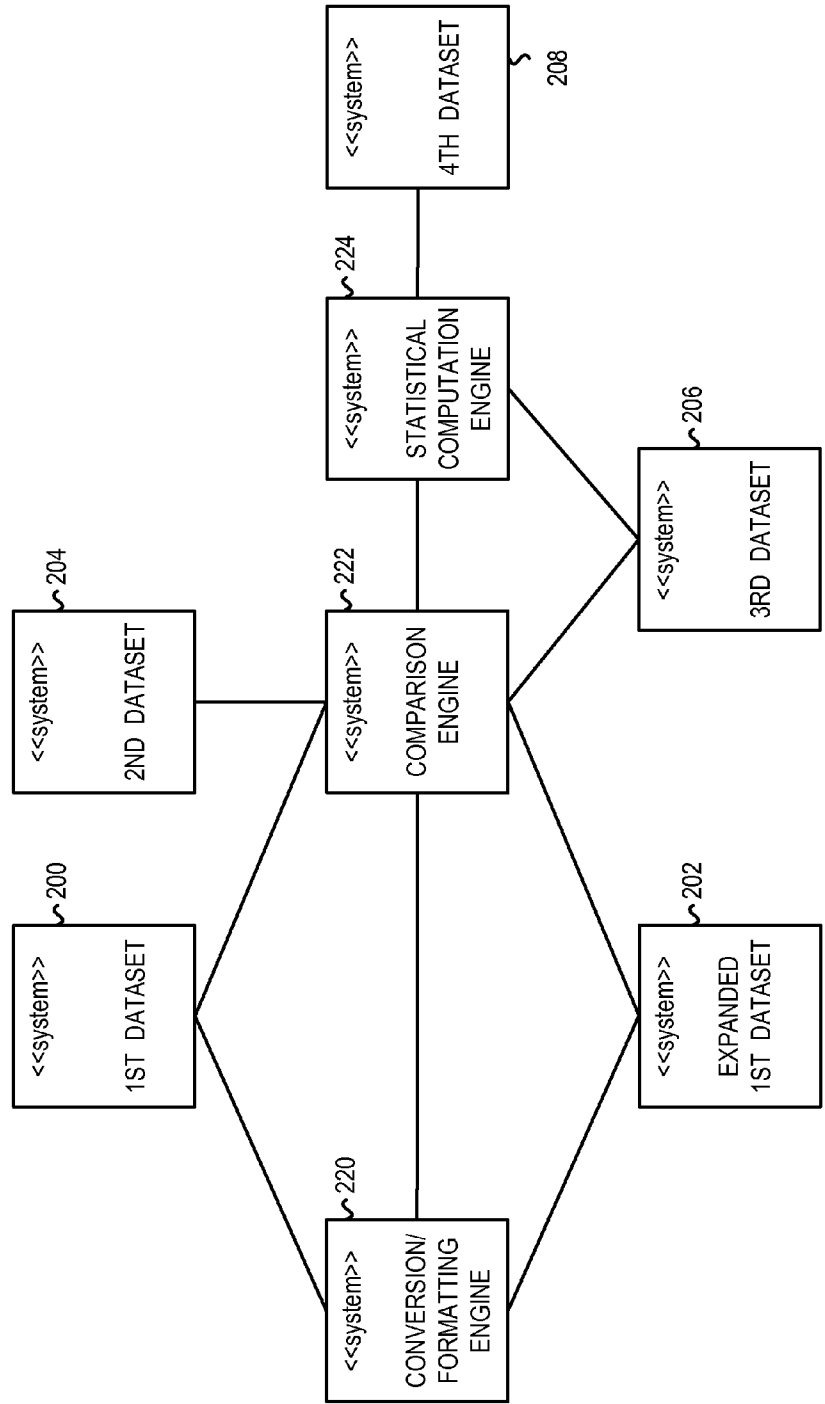 <<system>>
1ST DATASET
200
<<system>>
2ND DATASET
204
<<system>>
CONVERSION/
FORMATTING
ENGINE
220
<<system>>
COMPARISON
ENGINE
222
<<system>>
STATISTICAL
COMPUTATION
ENGINE
224
<<system>>
4TH DATASET
208
<<system>>
EXPANDED
1ST DATASET
202
<<system>>
3RD DATASET
206